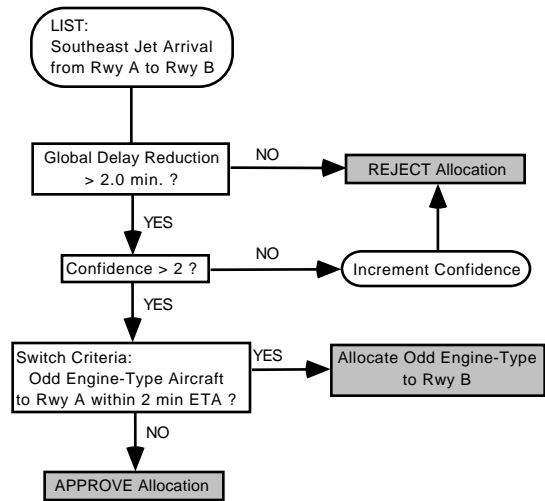 LIST:
Southeast Jet Arrival
from Rwy A to Rwy B
Global Delay Reduction
> 2.0 min. ?
NO
REJECT Allocation
YES
Confidence > 2 ?
NO
Increment Confidence
YES
Switch Criteria:
Odd Engine-Type Aircraft
to Rwy A within 2 min ETA ?
YES
Allocate Odd Engine-Type
to Rwy B
NO
APPROVE Allocation